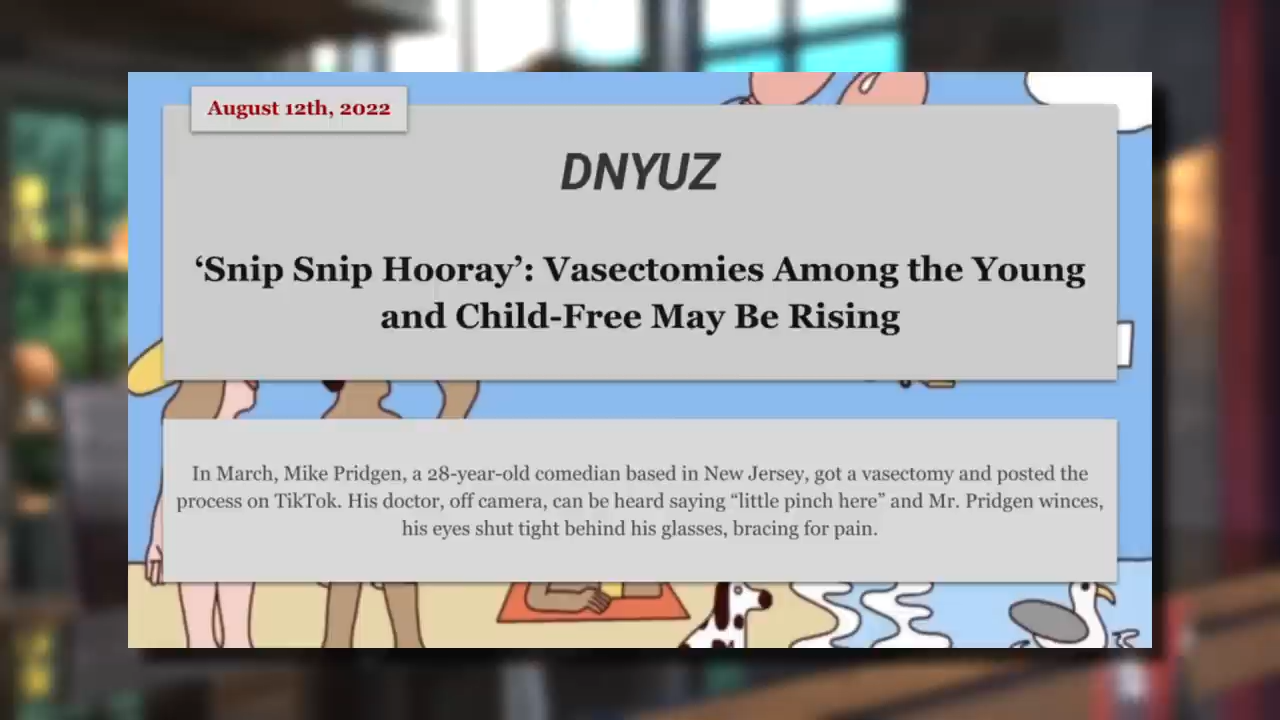 August 12th, 2022
DNYUZ
‘Snip Snip Hooray’: Vasectomies Among the Young
and Child-Free May Be Rising
In March, Mike Pridgen, a 28-year-old comedian based in New Jersey, got a vasectomy and posted the
process on TikTok. His doctor, off camera, can be heard saying “little pinch here” and Mr. Pridgen winces,
his eyes shut tight behind his glasses, bracing for pain.